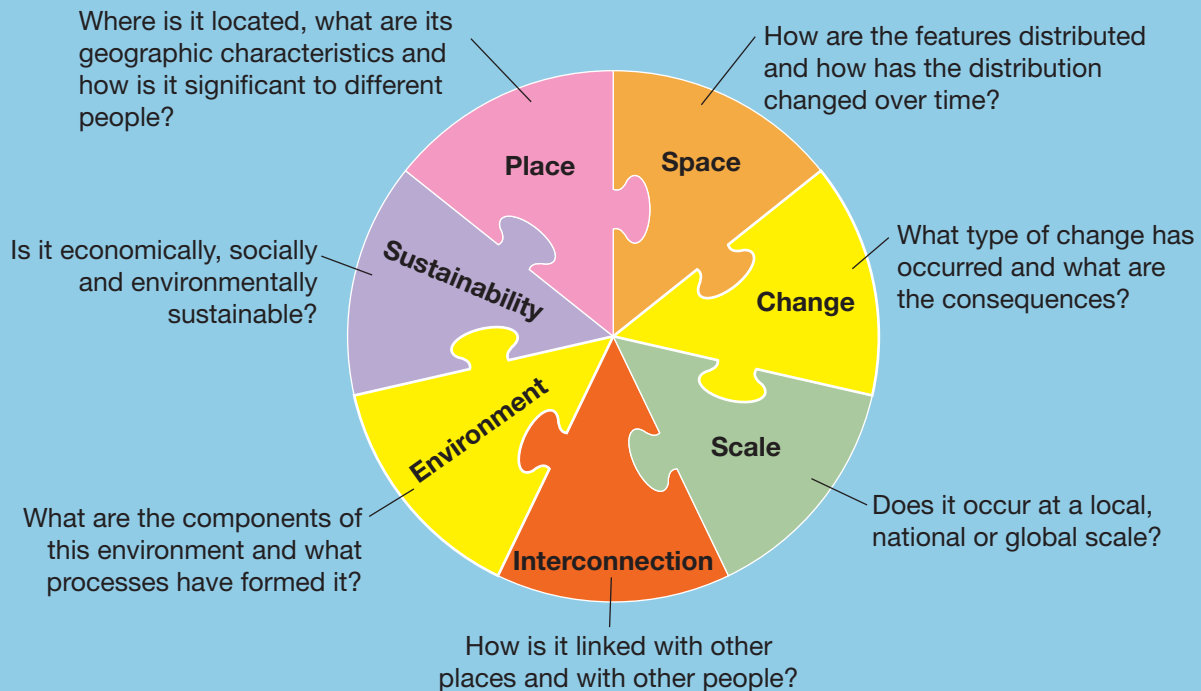 Where is it located, what are its
geographic characteristics and
how is it significant to different
people?
How are the features distributed
and how has the distribution
changed over time?
Place
Space
Is it economically, socially
and environmentally
sustainable?
Sustainability
What type of change has
occurred and what are
the consequences?
Change
Environment
Scale
What are the components of
this environment and what
processes have formed it?
Does it occur at a local,
national or global scale?
Interconnection
How is it linked with other
places and with other people?